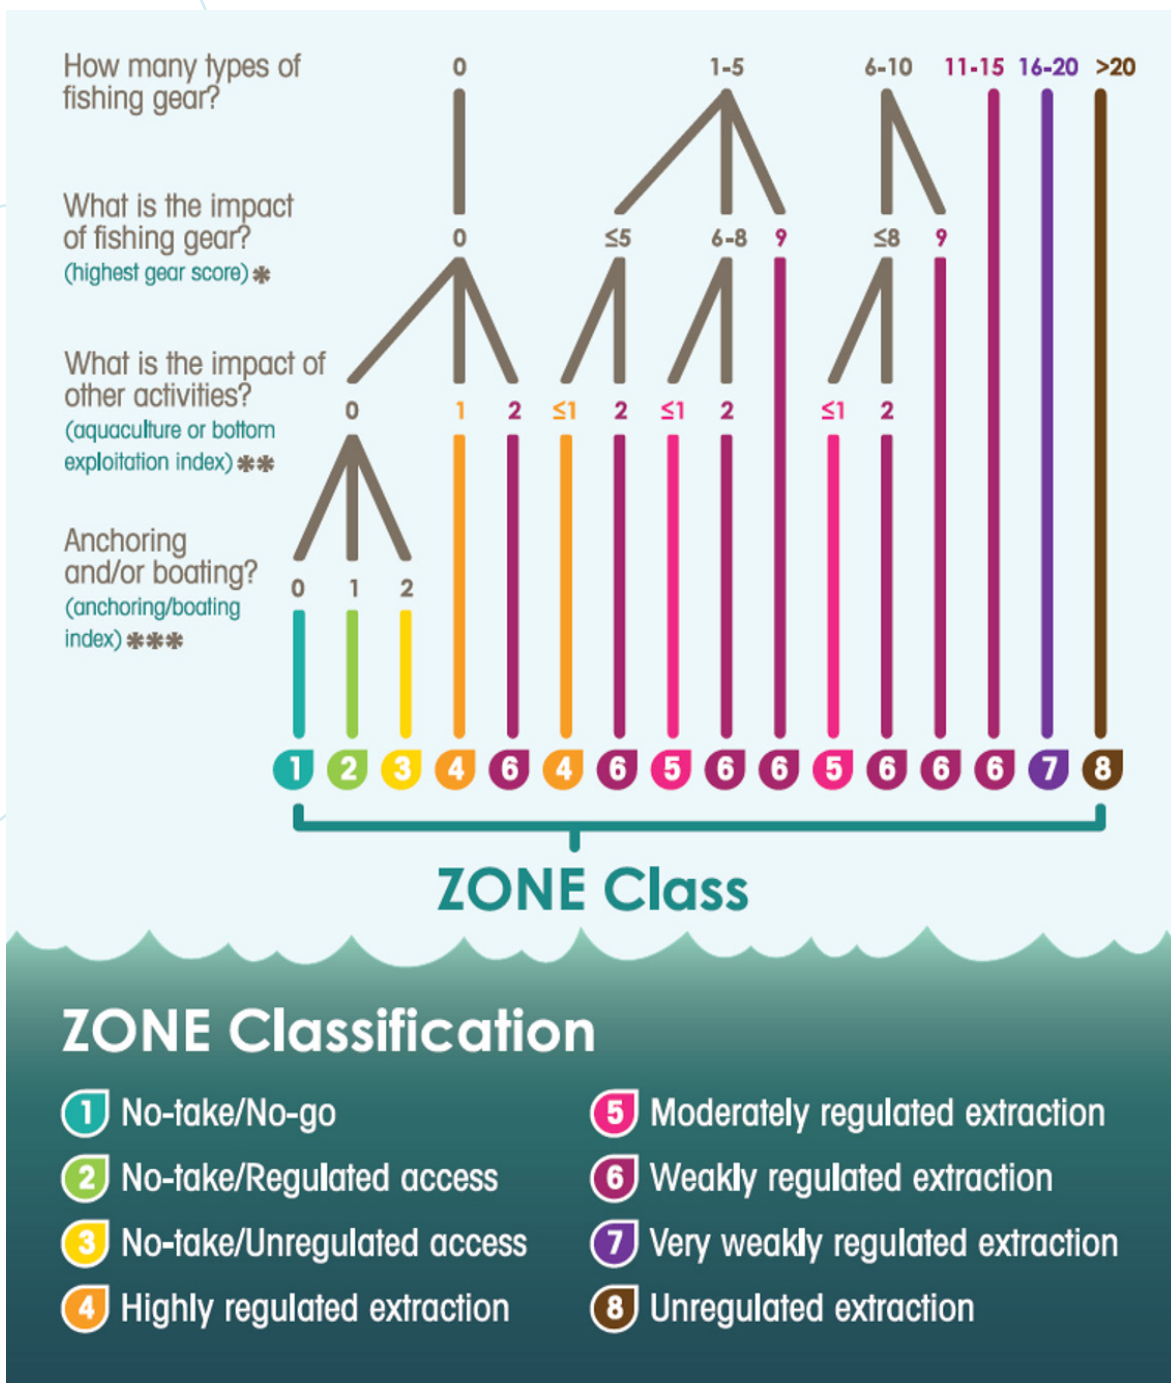 How many types of
fishing gear?
0 1-5 6-10 11-15 16-20 >20
What is the impact
of fishing gear?
(highest gear score) *
0 ≤5 6-8 9 ≤8 9
What is the impact of
other activities?
(aquaculture or bottom
exploitation index) **
0 1 2 ≤1 2 ≤1 2 ≤1 2
Anchoring
and/or boating?
(anchoring/boating
index) ***
0 1 2
1 2 3 4 6 4 6 5 6 6 5 6 6 6 7 8
ZONE Class
ZONE Classification
1 No-take/No-go
2 No-take/Regulated access
3 No-take/Unregulated access
4 Highly regulated extraction
5 Moderately regulated extraction
6 Weakly regulated extraction
7 Very weakly regulated extraction
8 Unregulated extraction